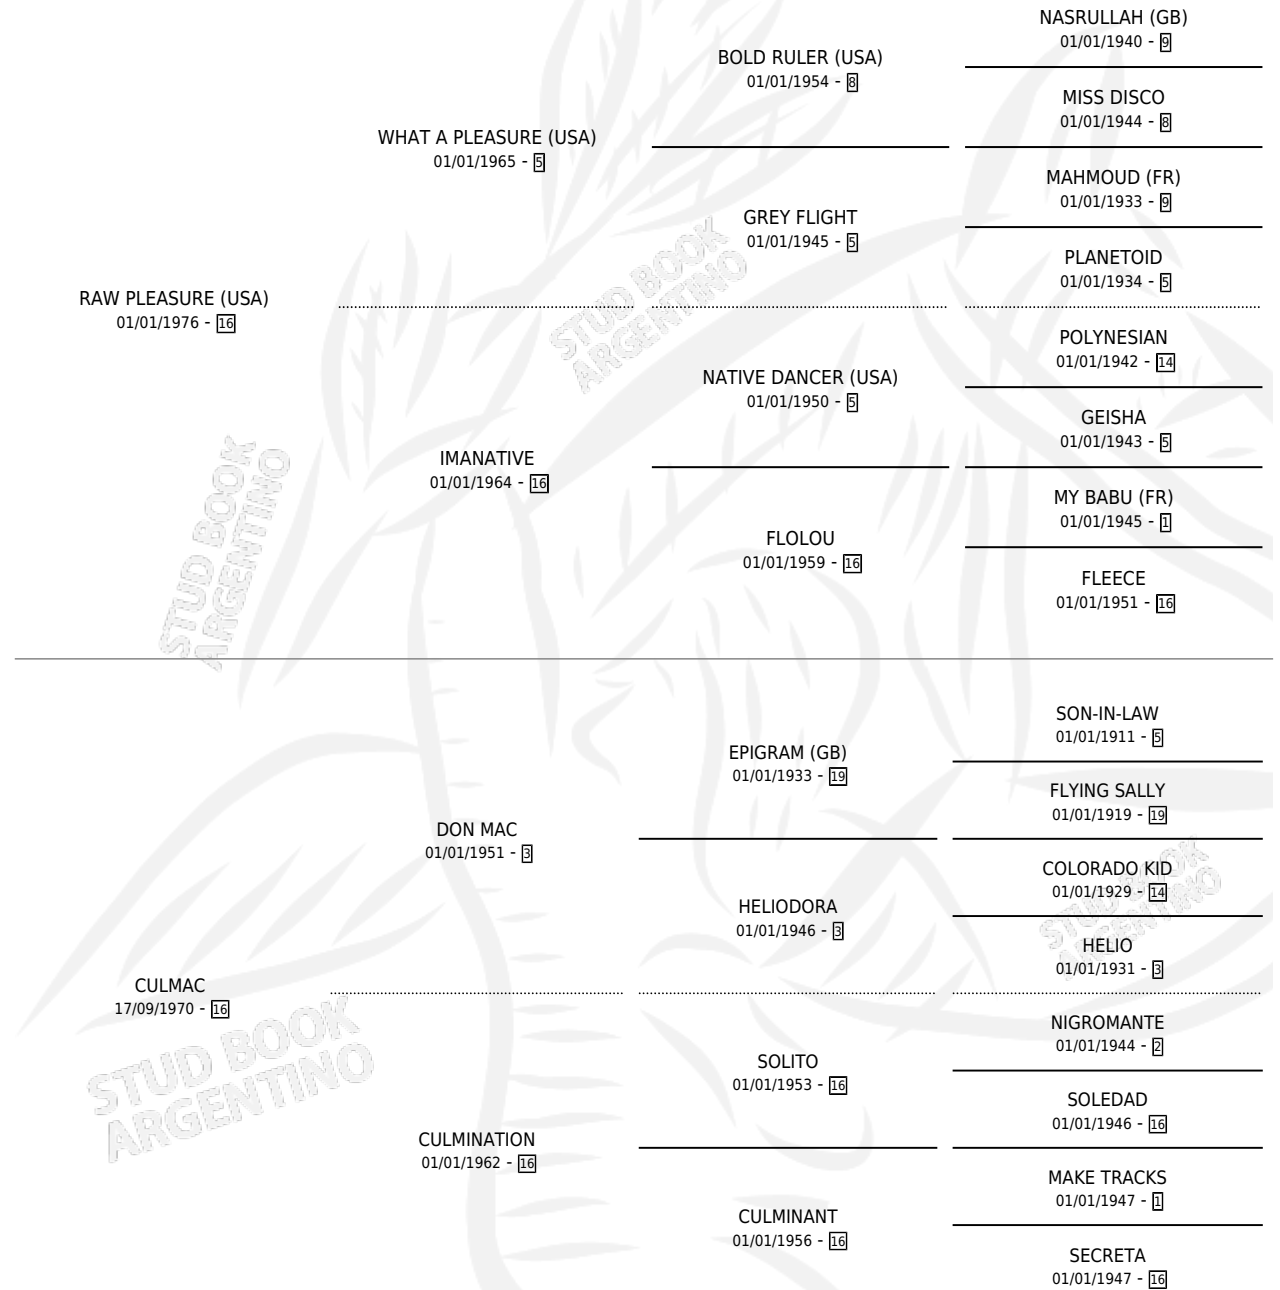 NASRULLAH (GB)
01/01/1940 - 9
BOLD RULER (USA)
01/01/1954 - 8
MISS DISCO
01/01/1944 - 8
WHAT A PLEASURE (USA)
01/01/1965 - 5
MAHMOUD (FR)
01/01/1933 - 9
GREY FLIGHT
01/01/1945 - 5
PLANETOID
01/01/1934 - 5
RAW PLEASURE (USA)
01/01/1976 - 16
POLYNESIAN
01/01/1942 - 14
NATIVE DANCER (USA)
01/01/1950 - 5
GEISHA
01/01/1943 - 5
IMANATIVE
01/01/1964 - 16
MY BABU (FR)
01/01/1945 - 1
FLOLOU
01/01/1959 - 16
FLEECE
01/01/1951 - 16
SON-IN-LAW
01/01/1911 - 5
EPIGRAM (GB)
01/01/1933 - 19
FLYING SALLY
01/01/1919 - 19
DON MAC
01/01/1951 - 3
COLORADO KID
01/01/1929 - 14
HELIODORA
01/01/1946 - 3
HELIO
01/01/1931 - 3
CULMAC
17/09/1970 - 16
NIGROMANTE
01/01/1944 - 2
SOLITO
01/01/1953 - 16
SOLEDAD
01/01/1946 - 16
CULMINATION
01/01/1962 - 16
MAKE TRACKS
01/01/1947 - 1
CULMINANT
01/01/1956 - 16
SECRETA
01/01/1947 - 16
STUD BOOK
ARGENTINO
STUD BOOK
ARGENTINO
STUD BOOK
ARGENTINO
STUD BOOK
ARGENTINO